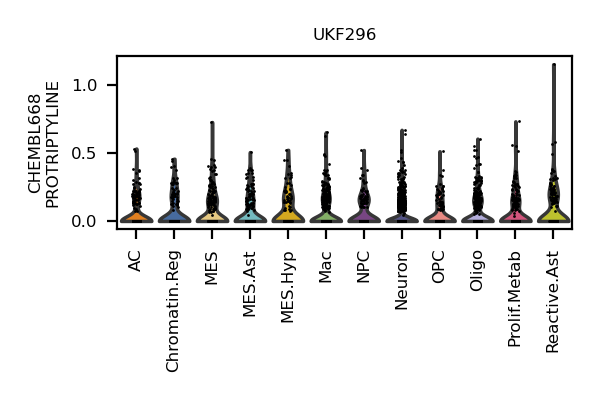 UKF296
CHEMBL668
PROTRIPTYLINE
1.0
0.5
0.0
AC
Chromatin.Reg
MES
MES.Ast
MES.Hyp
Mac
NPC
Neuron
OPC
Oligo
Prolif.Metab
Reactive.Ast